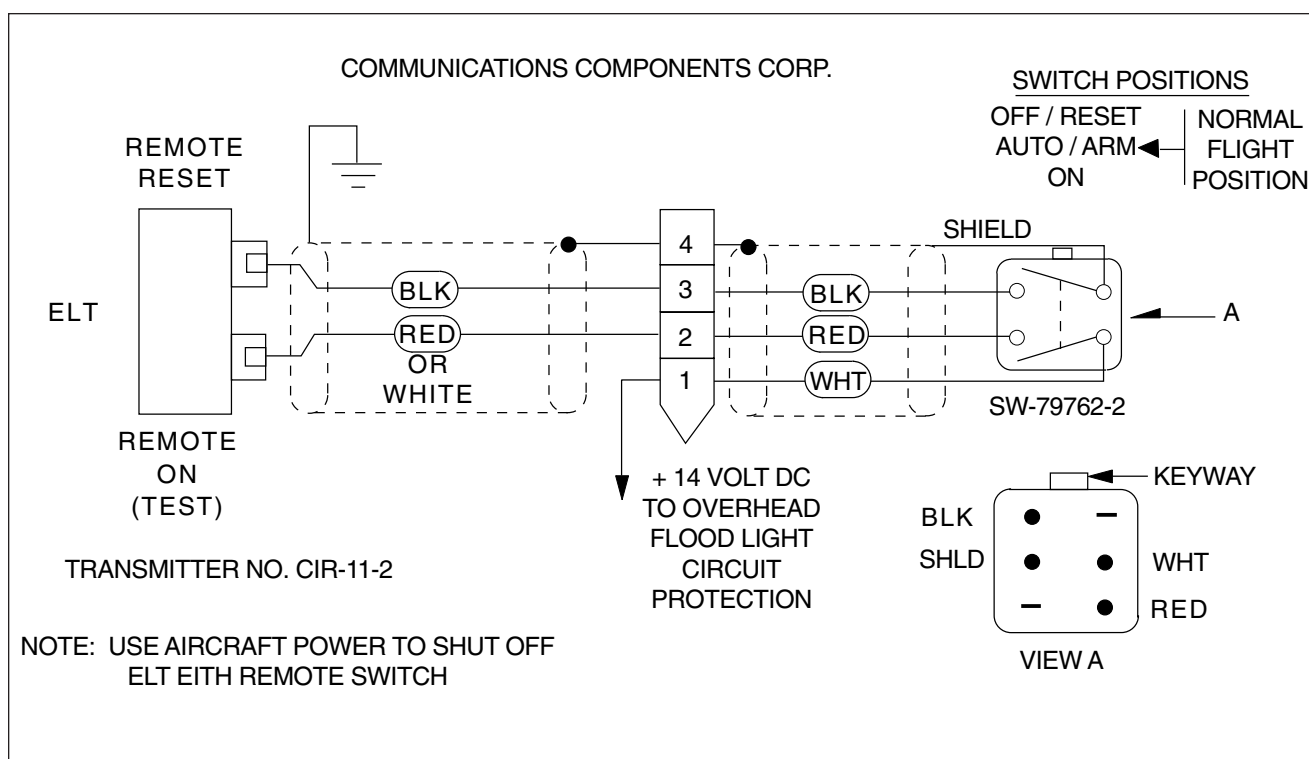 COMMUNICATIONS COMPONENTS CORP.
SWITCH POSITIONS
OFF / RESET
AUTO / ARM
ON
NORMAL
FLIGHT
POSITION
REMOTE
RESET
ELT
REMOTE
ON
(TEST)
BLK
RED
OR
WHITE
4
3
2
1
SHIELD
BLK
RED
WHT
A
SW-79762-2
+ 14 VOLT DC
TO OVERHEAD
FLOOD LIGHT
CIRCUIT
PROTECTION
KEYWAY
BLK
SHLD
WHT
RED
VIEW A
TRANSMITTER NO. CIR-11-2
NOTE: USE AIRCRAFT POWER TO SHUT OFF
ELT EITH REMOTE SWITCH